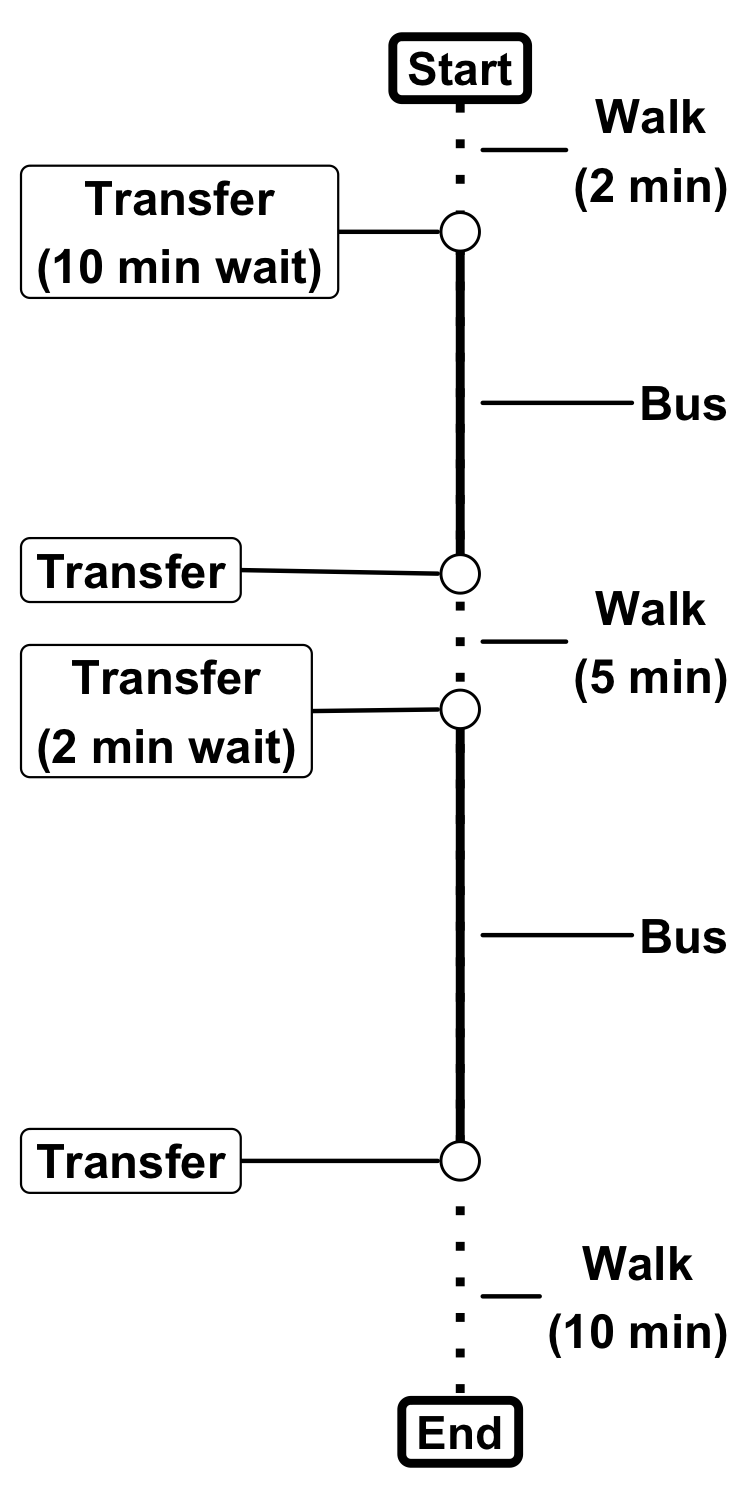 Start
Walk
(2 min)
Transfer
(10 min wait)
Bus
Transfer
Walk
(5 min)
Transfer
(2 min wait)
Bus
Transfer
Walk
(10 min)
End